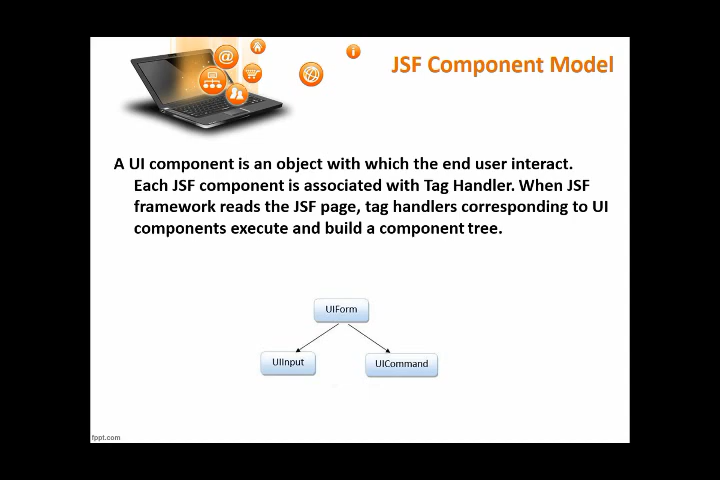 JSF Component Model
A UI component is an object with which the end user interact.
Each JSF component is associated with Tag Handler. When JSF
framework reads the JSF page, tag handlers corresponding to UI
components execute and build a component tree.
UIForm
UIInput
UICommand
fppt.com